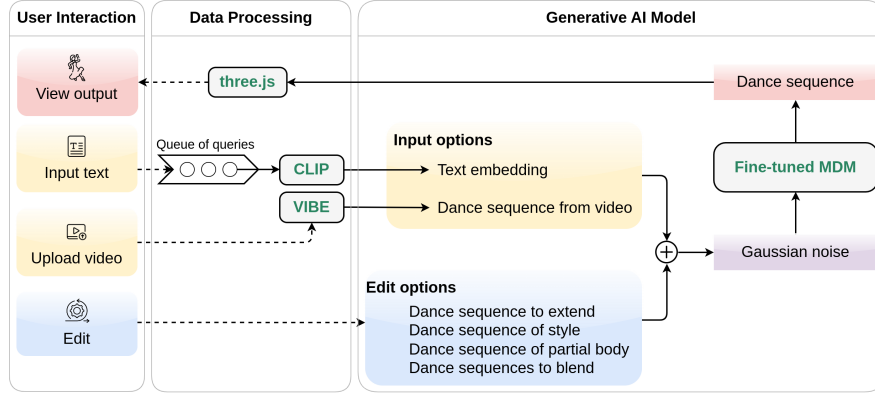 User Interaction
Data Processing
Generative AI Model
View output
three.js
Dance sequence
Input text
Queue of queries
CLIP
VIBE
Input options
Text embedding
Dance sequence from video
Fine-tuned MDM
Upload video
Gaussian noise
Edit
Edit options
Dance sequence to extend
Dance sequence of style
Dance sequence of partial body
Dance sequences to blend